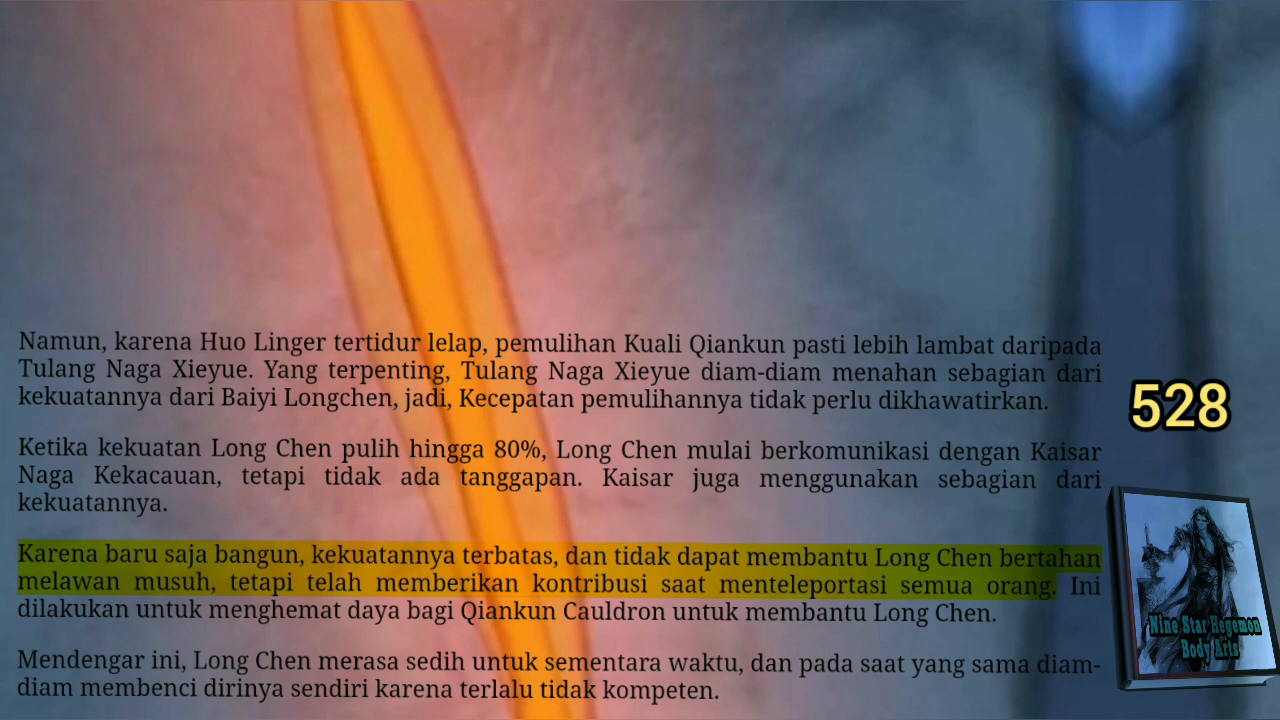 Namun, karena Huo Linger tertidur lelap, pemulihan Kuali Qiankun pasti lebih lambat daripada
Tulang Naga Xieyue. Yang terpenting, Tulang Naga Xieyue diam-diam menahan sebagian dari
kekuatannya dari Baiyi Longchen, jadi, Kecepatan pemulihannya tidak perlu dikhawatirkan.
Ketika kekuatan Long Chen pulih hingga 80%, Long Chen mulai berkomunikasi dengan Kaisar
Naga Kekacauan, tetapi tidak ada tanggapan. Kaisar juga menggunakan sebagian dari
kekuatannya.
Karena baru saja bangun, kekuatannya terbatas, dan tidak dapat membantu Long Chen bertahan
melawan musuh, tetapi telah memberikan kontribusi saat menteleportasi semua orang. Ini
dilakukan untuk menghemat daya bagi Qiankun Cauldron untuk membantu Long Chen.
Mendengar ini, Long Chen merasa sedih untuk sementara waktu, dan pada saat yang sama diam-
diam membenci dirinya sendiri karena terlalu tidak kompeten.
528
Nine Star Hegemon
Body Arts